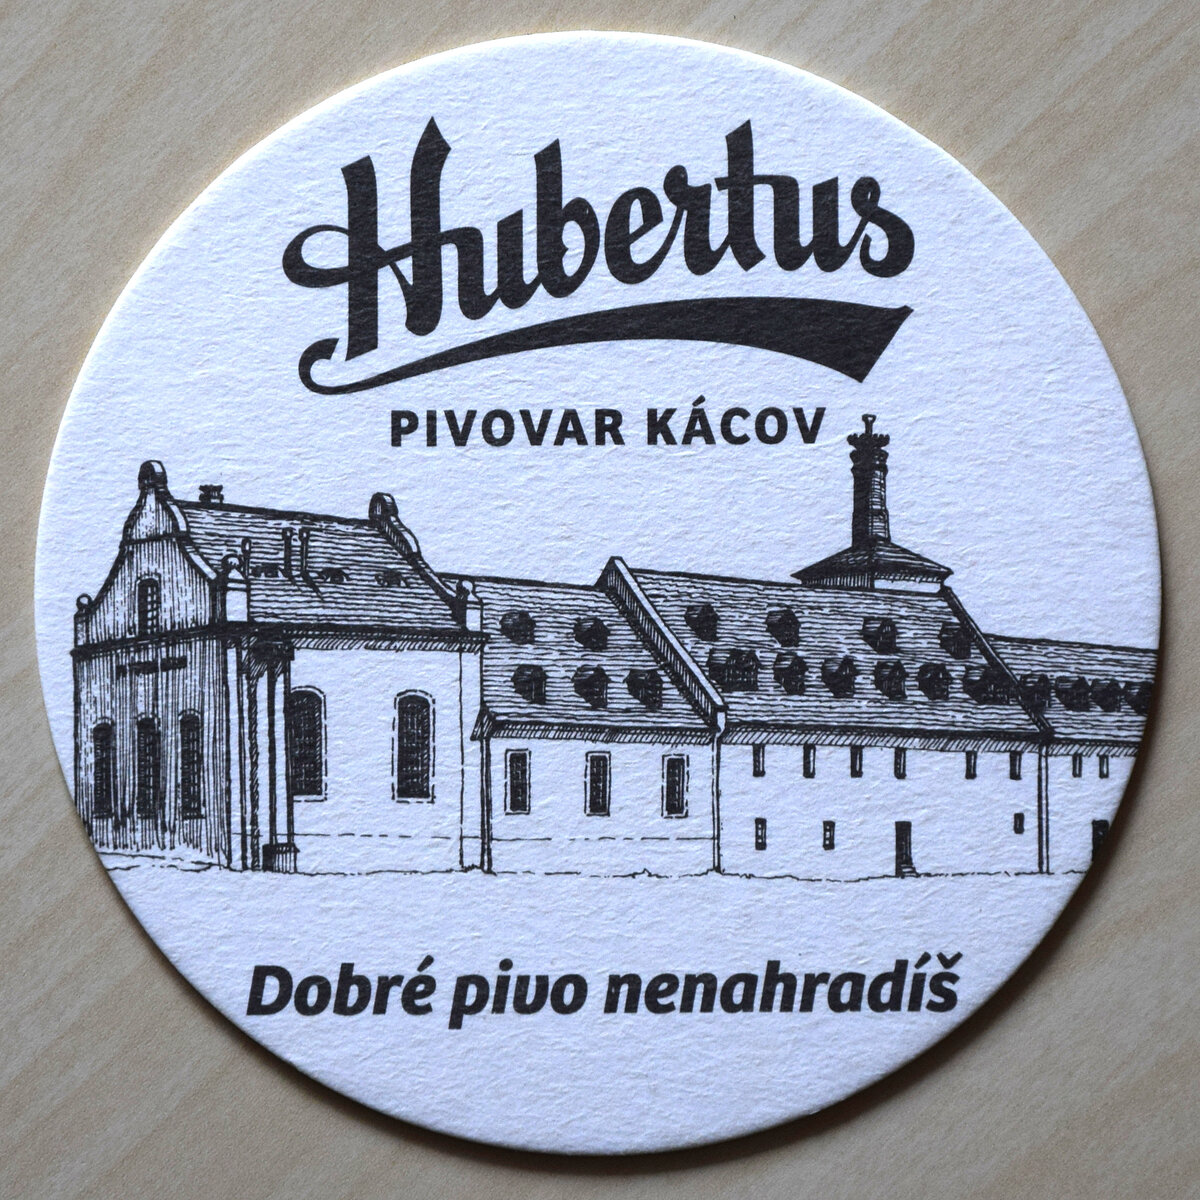 Hubertus
PIVOVAR KÁCOV
Dobré pivo nenahradíš